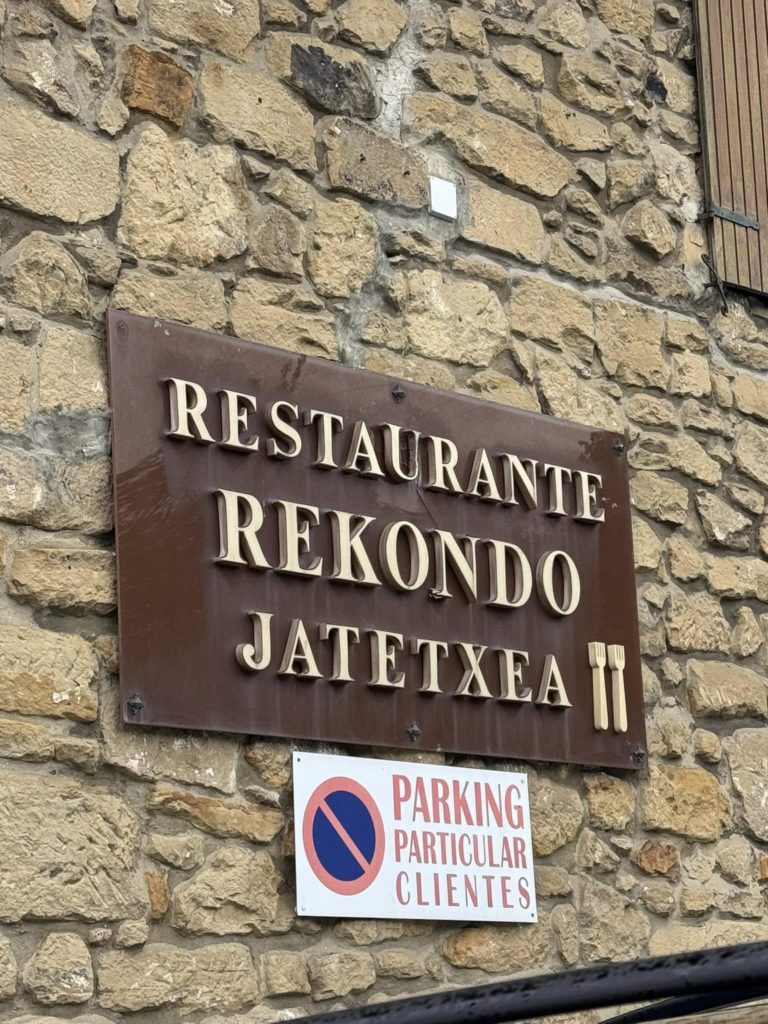 RESTAURANTE
REKONDO
JATETXEA
PARKING
PARTICULAR
CLIENTES